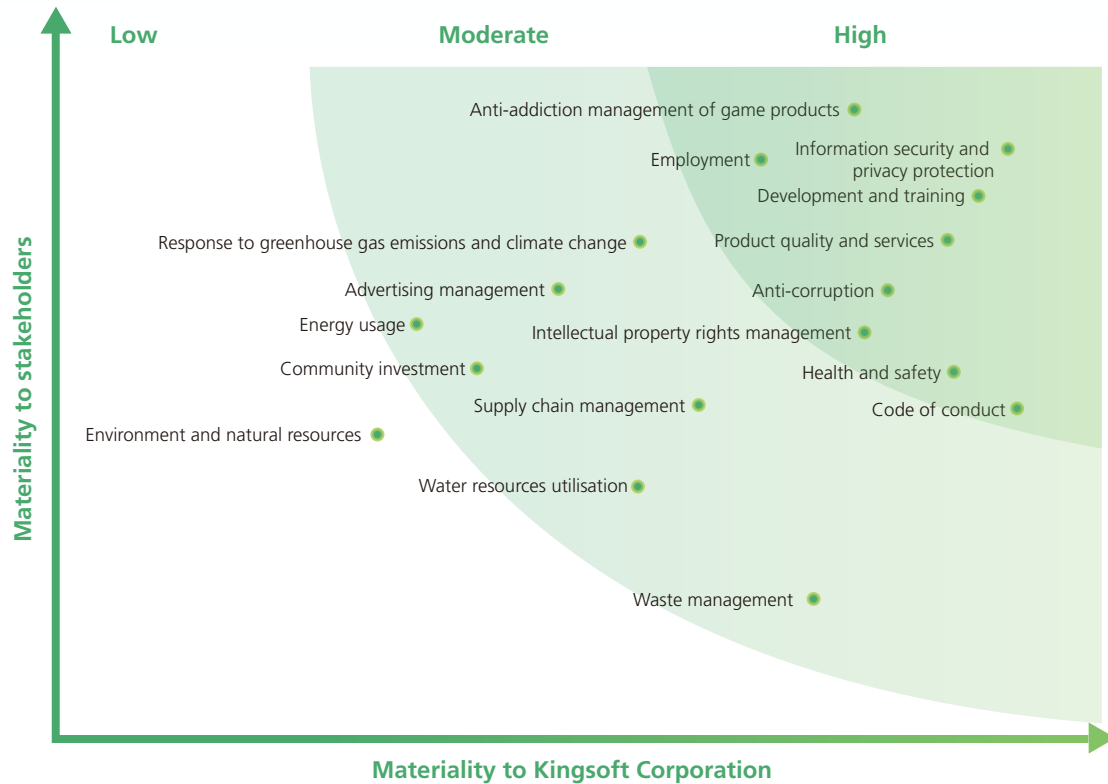 Low
Moderate
High
Anti-addiction management of game products
Information security and
privacy protection
Employment
Development and training
Response to greenhouse gas emissions and climate change
Product quality and services
Advertising management
Anti-corruption
Energy usage
Intellectual property rights management
Community investment
Health and safety
Supply chain management
Code of conduct
Environment and natural resources
Water resources utilisation
Waste management
Materiality to stakeholders
Materiality to Kingsoft Corporation